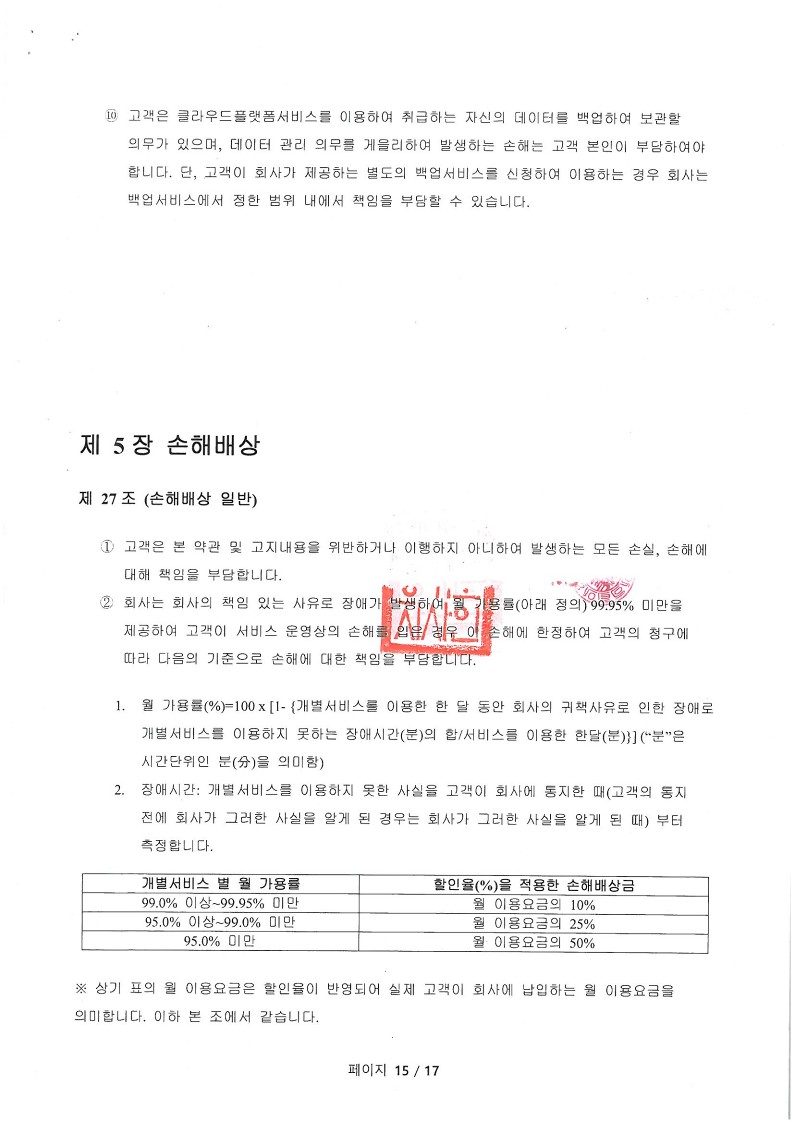 ⑩ 고객은 클라우드플랫폼서비스를 이용하여 취급하는 자신의 데이터를 백업하여 보관할
의무가 있으며, 데이터 관리 의무를 게을리하여 발생하는 손해는 고객 본인이 부담하여야
합니다. 단, 고객이 회사가 제공하는 별도의 백업서비스를 신청하여 이용하는 경우 회사는
백업서비스에서 정한 범위 내에서 책임을 부담할 수 있습니다.
제 5 장 손해배상
제 27 조 (손해배상 일반)
① 고객은 본 약관 및 고지내용을 위반하거나 이행하지 아니하여 발생하는 모든 손실, 손해에
대해 책임을 부담합니다.
② 회사는 회사의 책임 있는 사유로 장애가 발생하여 월 가용률(아래 정의) 99.95% 미만을
제공하여 고객이 서비스 운영상의 손해를 입은 경우 이 손해에 한정하여 고객의 청구에
따라 다음의 기준으로 손해에 대한 책임을 부담합니다.
1. 월 가용률(%)=100 x [1- {개별서비스를 이용한 한 달 동안 회사의 귀책사유로 인한 장애로
개별서비스를 이용하지 못하는 장애시간(분)의 합/서비스를 이용한 한달(분)}] (“분”은
시간단위인 분(分)을 의미함)
2. 장애시간: 개별서비스를 이용하지 못한 사실을 고객이 회사에 통지한 때(고객의 통지
전에 회사가 그러한 사실을 알게 된 경우는 회사가 그러한 사실을 알게 된 때) 부터
측정합니다.
개별서비스 별 월 가용률 할인율(%)을 적용한 손해배상금
99.0% 이상~99.95% 미만 월 이용요금의 10%
95.0% 이상~99.0% 미만 월 이용요금의 25%
95.0% 미만 월 이용요금의 50%
※ 상기 표의 월 이용요금은 할인율이 반영되어 실제 고객이 회사에 납입하는 월 이용요금을
의미합니다. 이하 본 조에서 같습니다.
페이지 15 / 17